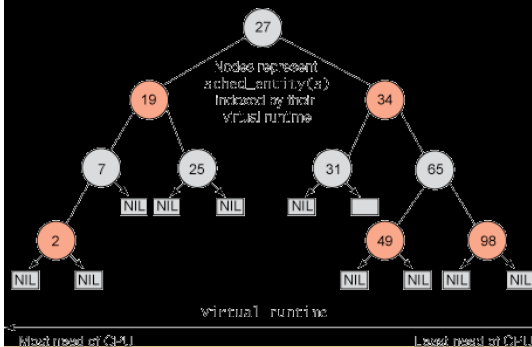 27
Nodes represent
sched_entity(s)
indexed by their
virtual runtime
19
34
7
25
31
65
NIL
NIL
NIL
NIL
2
49
98
NIL
NIL
NIL
NIL
NIL
NIL
Virtual runtime
Most need of CPU
Least need of CPU